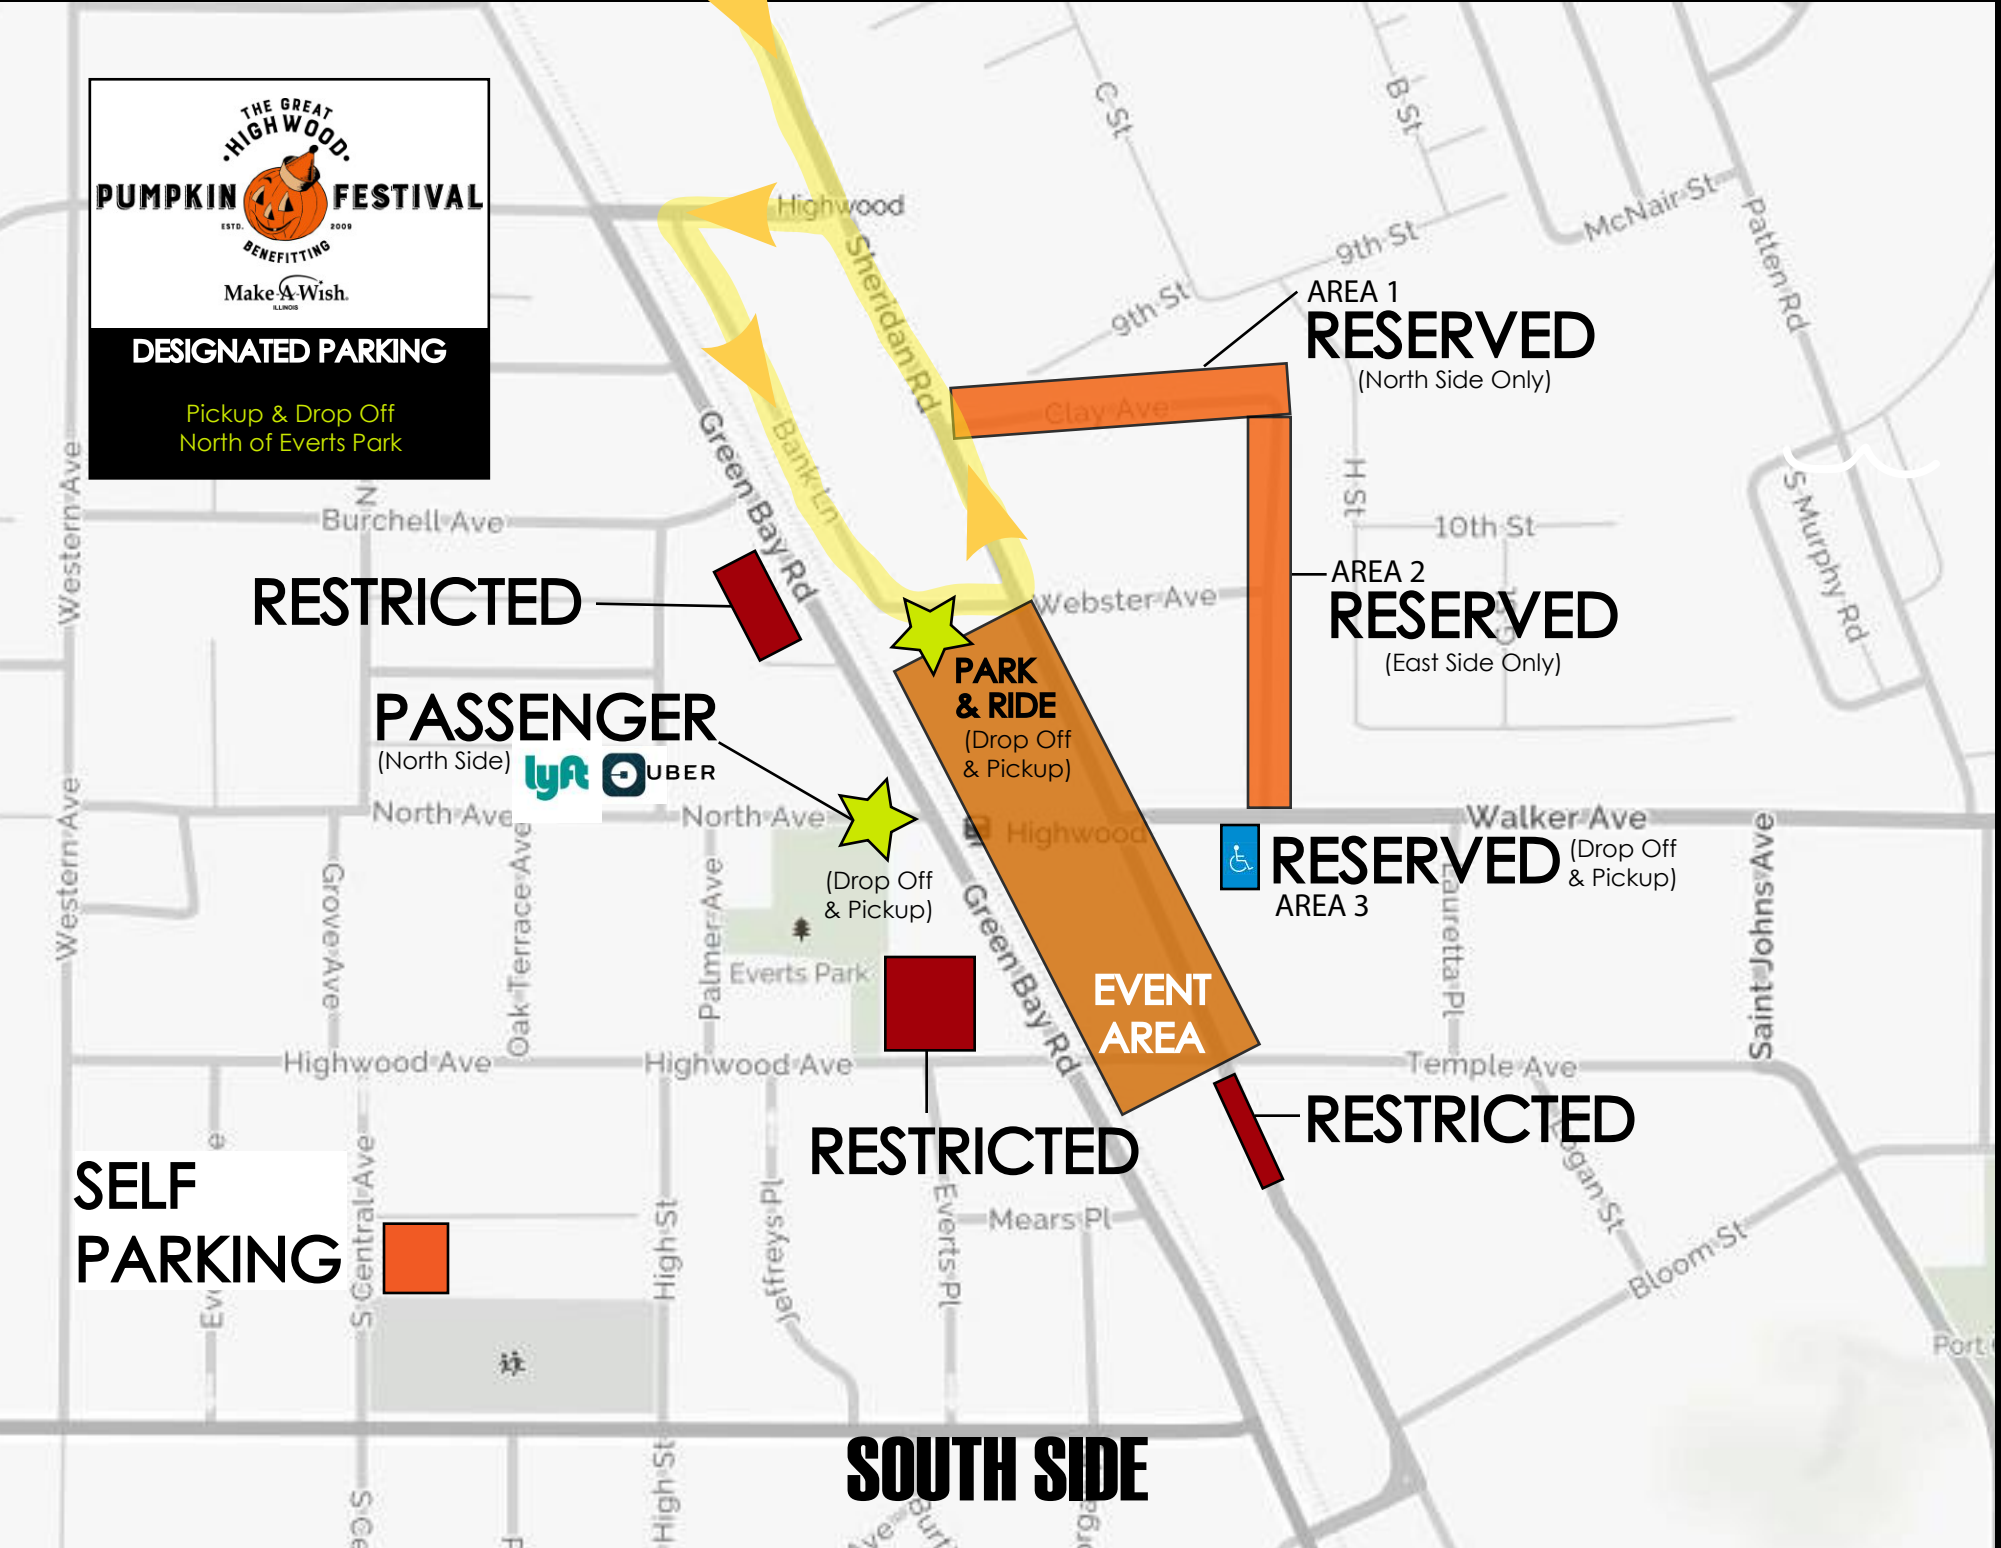 THE GREAT
·HIGHWOOD·
PUMPKIN FESTIVAL
ESTD. 2009
BENEFITTING
Make-A-Wish.
ILLINOIS
DESIGNATED PARKING
Pickup & Drop Off
North of Everts Park
Highwood
Sheridan Rd
C St
B St
9th St
9th St
McNair St
Patten Rd
AREA 1
RESERVED
(North Side Only)
Clay Ave
Green Bay Rd
Bank Ln
Western Ave
N
Burchell Ave
H St
10th St
S Murphy Rd
RESTRICTED
Webster Ave
AREA 2
RESERVED
(East Side Only)
PARK
& RIDE
(Drop Off
& Pickup)
PASSENGER
(North Side)
lyft
UBER
North Ave
North Ave
Highwood
Walker Ave
RESERVED (Drop Off
& Pickup)
AREA 3
(Drop Off
& Pickup)
Western Ave
Grove Ave
Oak Terrace Ave
Palmer Ave
Everts Park
Green Bay Rd
Lauretta Pl
Saint Johns Ave
EVENT
AREA
Highwood Ave
Highwood Ave
Temple Ave
RESTRICTED
RESTRICTED
SELF
PARKING
S Central Ave
High St
Jeffreys Pl
Everts Pl
Mears Pl
Logan St
Bloom St
Port
SOUTH SIDE
High St